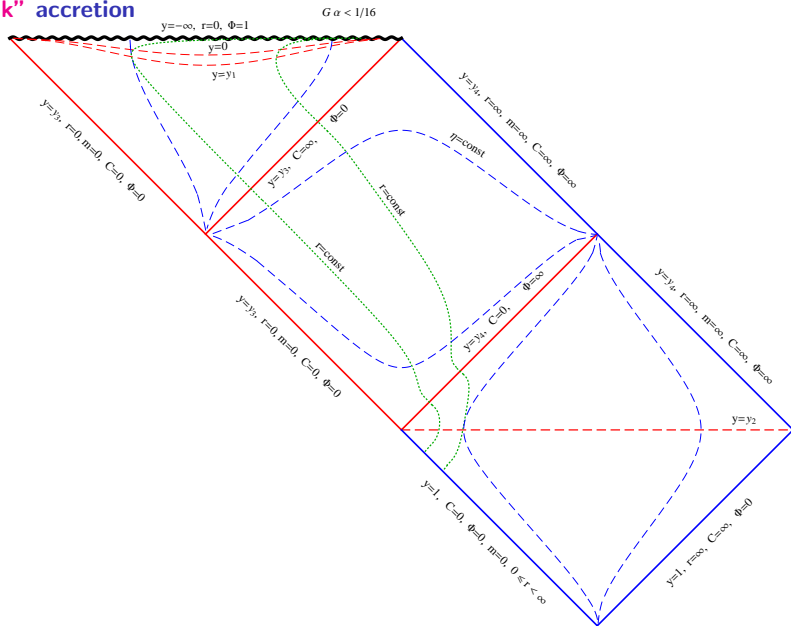 k" accretion
y=-∞, r=0, Φ=1
G α < 1/16
y=0
y=y₁
y=y₃, r=0, m=0, C=0, Φ=0
y=y₃, C=∞, Φ=0
y=y₄, r=∞, m=∞, C=∞, Φ=∞
η=const
r=const
r=const
y=y₃, r=0, m=0, C=0, Φ=0
y=y₄, C=0, Φ=∞
y=y₄, r=∞, m=∞, C=∞, Φ=∞
y=y₂
y=1, C=0, Φ=0, m=0, 0 ⩽ r < ∞
y=1, r=∞, C=∞, Φ=0